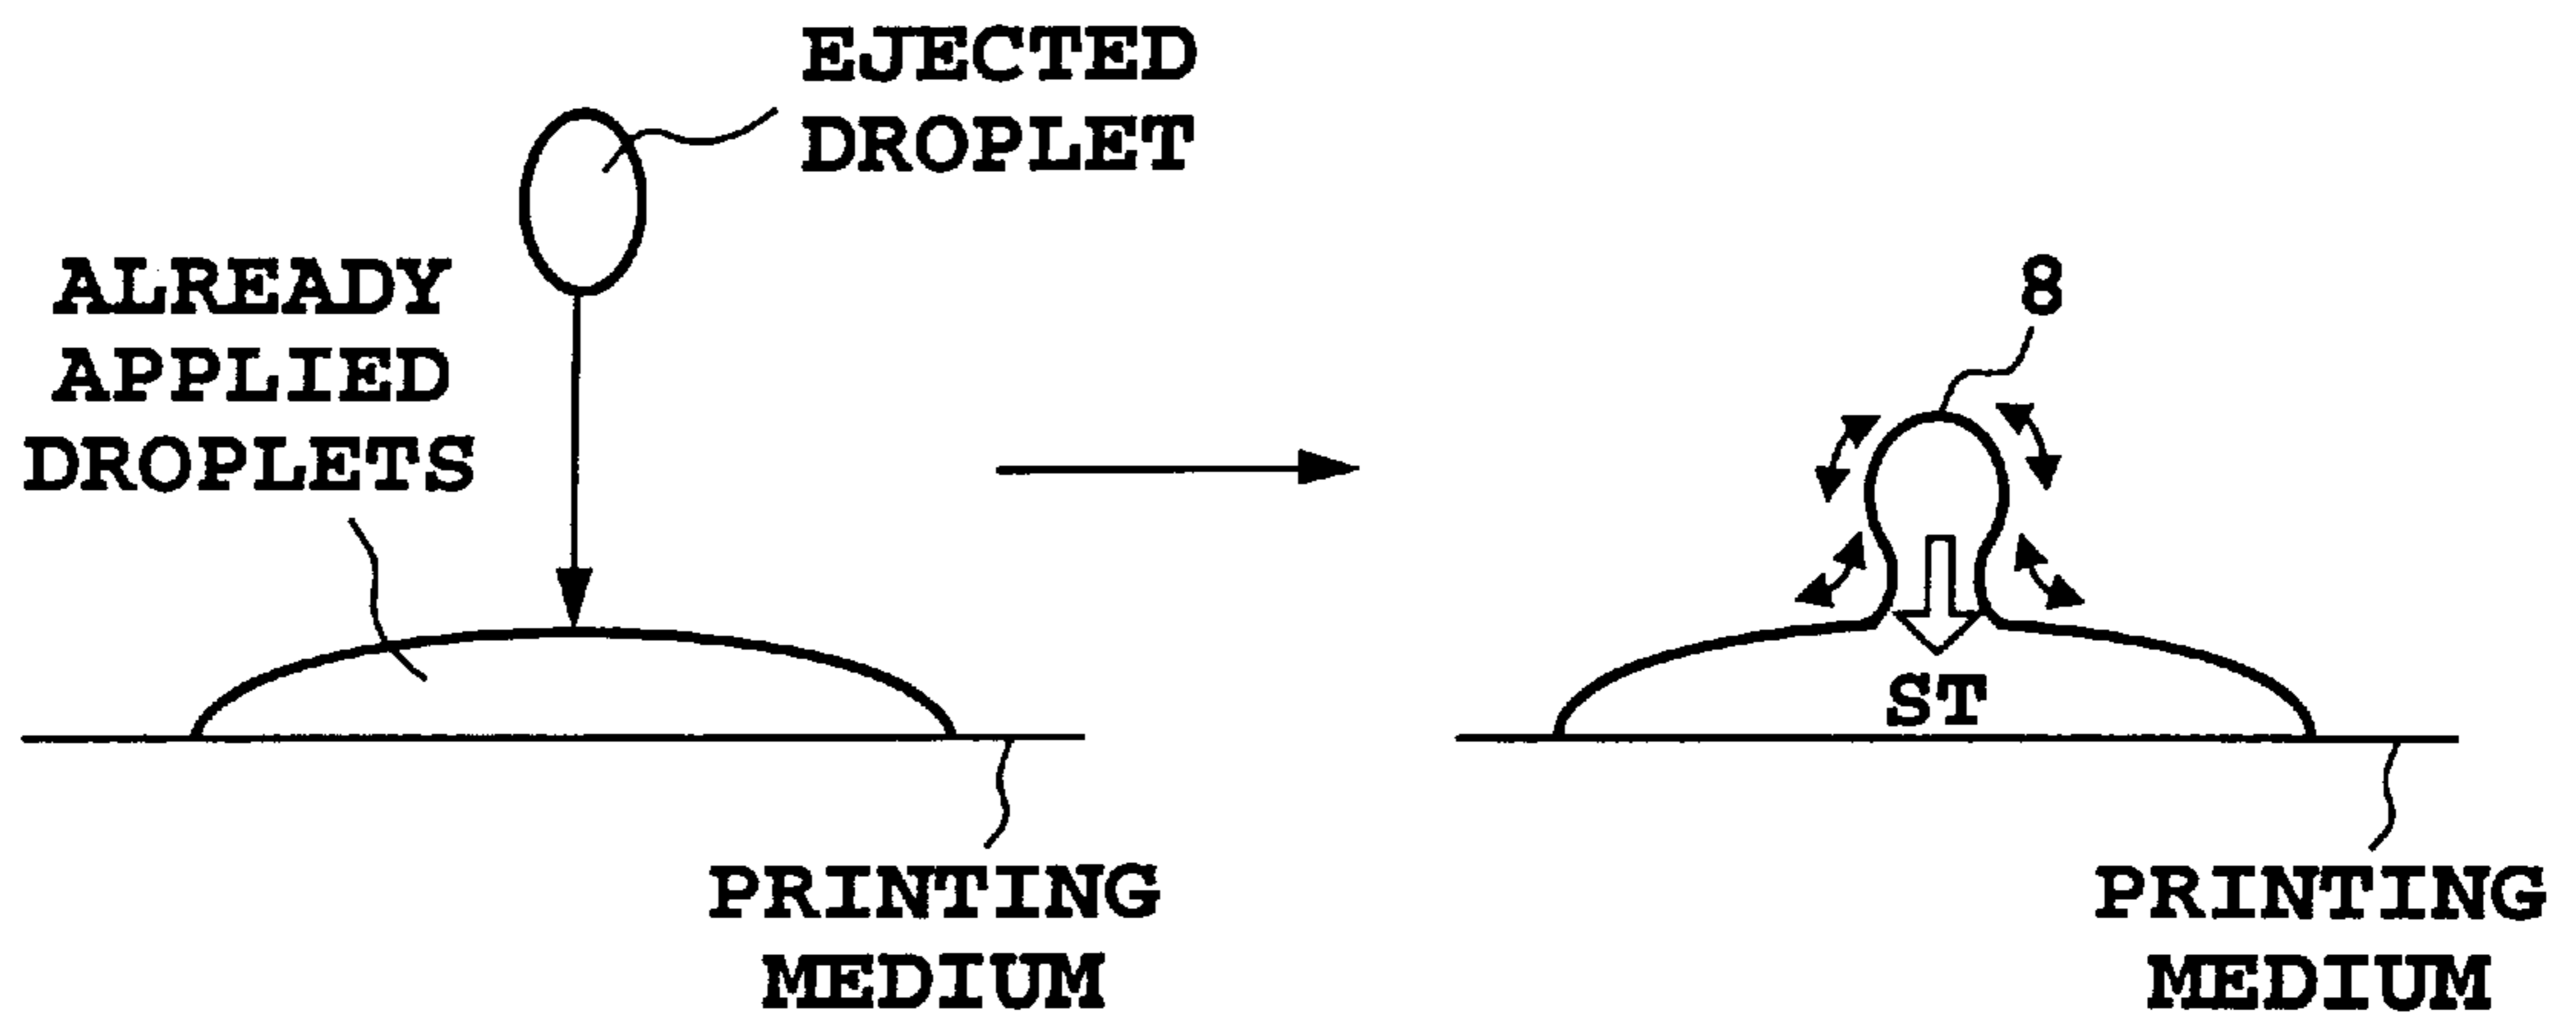 EJECTED
DROPLET
ALREADY
APPLIED
DROPLETS
8
ST
PRINTING
MEDIUM
PRINTING
MEDIUM